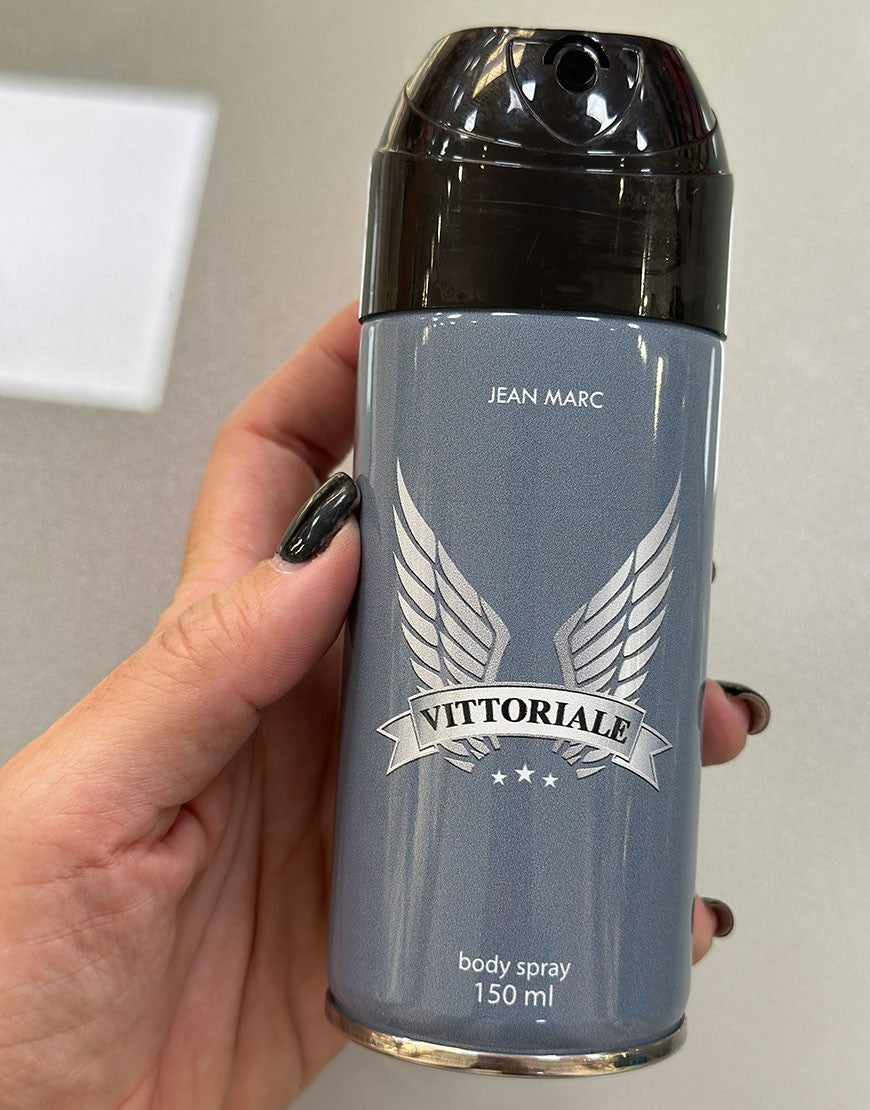 JEAN MARC
VITTORIALE
body spray
150 ml